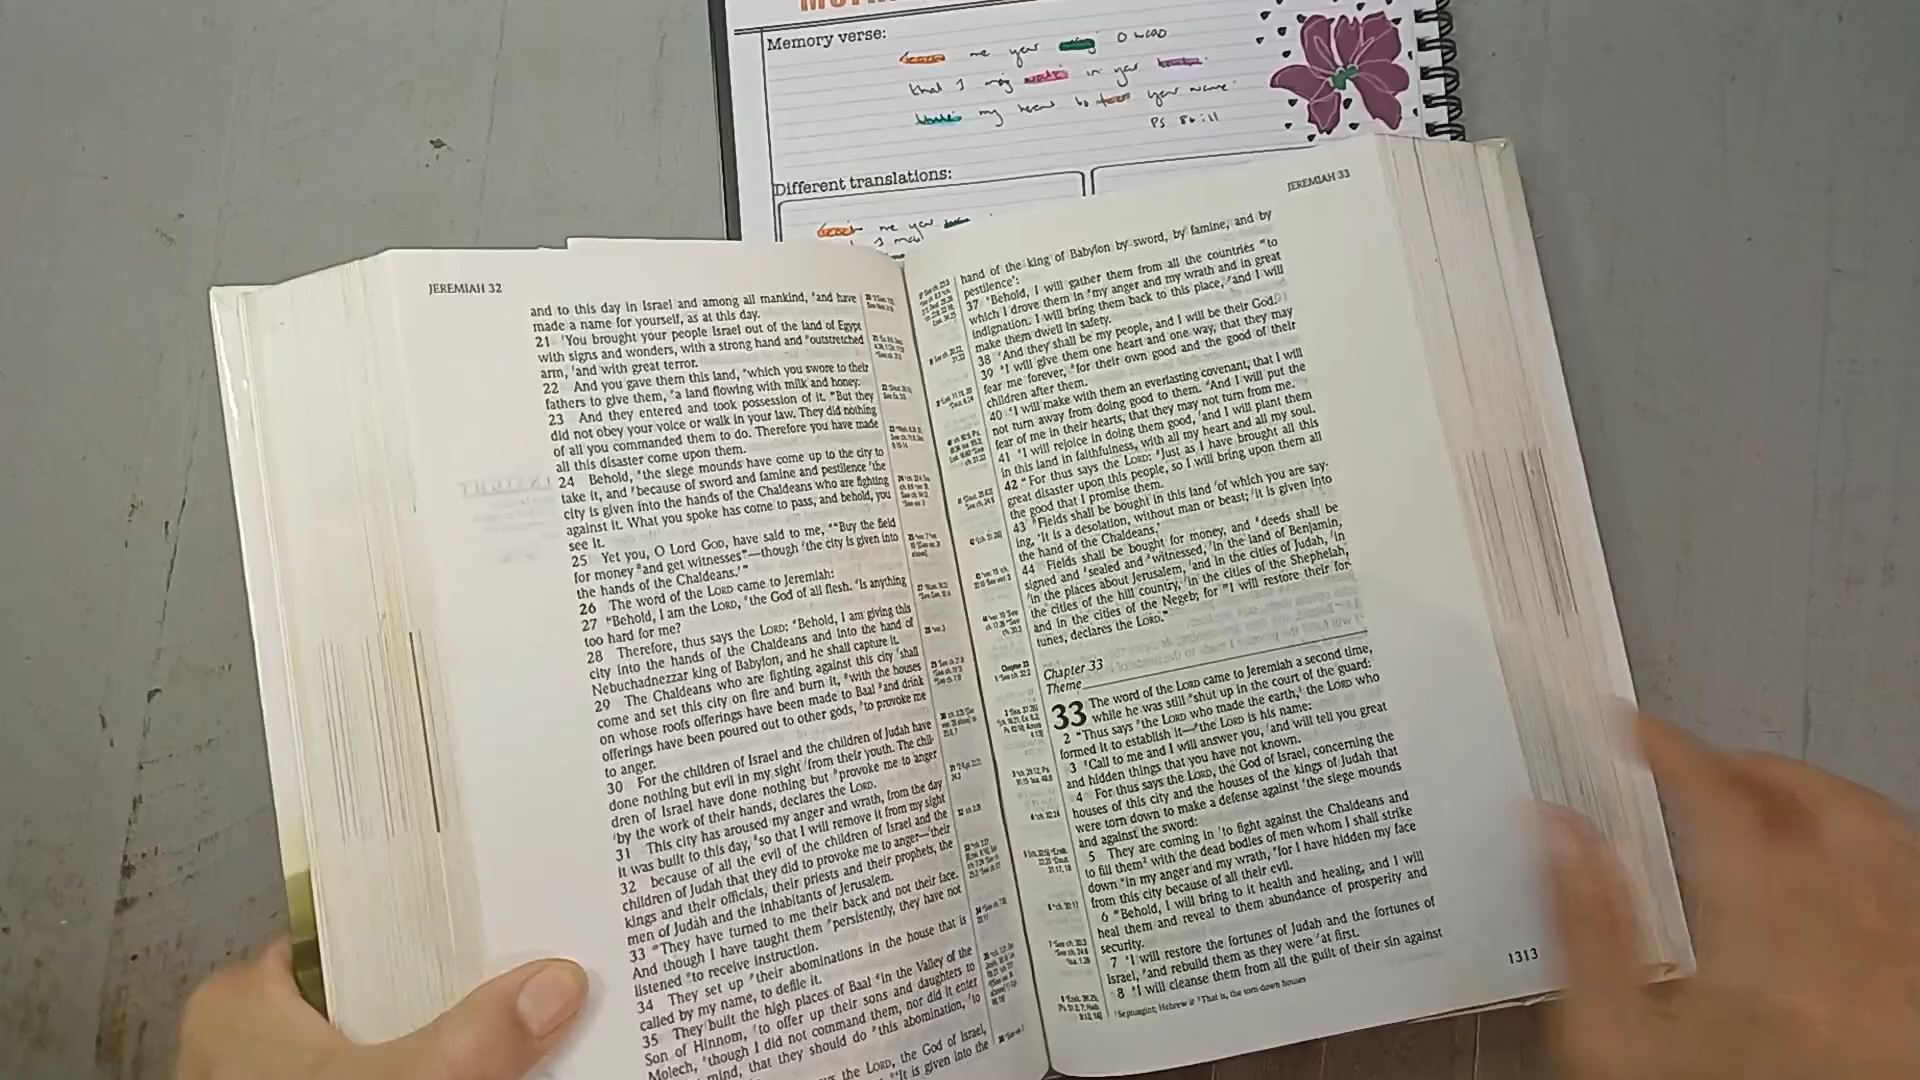 Memory verse:
me your O LORD
that I may walk in your
my heart to fear your name
Ps 86:11
Different translations:
me your
JEREMIAH 32
and to this day in Israel and among all mankind, and have
made a name for yourself, as at this day.
21 You brought your people Israel out of the land of Egypt
with signs and wonders, with a strong hand and outstretched
arm, and with great terror.
22 And you gave them this land, which you swore to their
fathers to give them, a land flowing with milk and honey.
23 And they entered and took possession of it. But they
did not obey your voice or walk in your law. They did nothing
of all you commanded them to do. Therefore you have made
all this disaster come upon them.
24 Behold, the siege mounds have come up to the city to
take it, and because of sword and famine and pestilence the
city is given into the hands of the Chaldeans who are fighting
against it. What you spoke has come to pass, and behold, you
see it.
25 Yet you, O Lord GOD, have said to me, "Buy the field
for money and get witnesses"—though the city is given into
the hands of the Chaldeans.'"
26 The word of the LORD came to Jeremiah:
27 "Behold, I am the LORD, the God of all flesh. Is anything
too hard for me?
28 Therefore, thus says the LORD: Behold, I am giving this
city into the hands of the Chaldeans and into the hand of
Nebuchadnezzar king of Babylon, and he shall capture it.
29 The Chaldeans who are fighting against this city shall
come and set this city on fire and burn it, with the houses
on whose roofs offerings have been made to Baal and drink
offerings have been poured out to other gods, to provoke me
to anger.
30 For the children of Israel and the children of Judah have
done nothing but evil in my sight from their youth. The chil-
dren of Israel have done nothing but provoke me to anger
by the work of their hands, declares the LORD.
31 This city has aroused my anger and wrath, from the day
it was built to this day, so that I will remove it from my sight
32 because of all the evil of the children of Israel and the
children of Judah that they did to provoke me to anger—their
kings and their officials, their priests and their prophets, the
men of Judah and the inhabitants of Jerusalem.
33 They have turned to me their back and not their face.
And though I have taught them persistently, they have not
listened to receive instruction.
34 They set up their abominations in the house that is
called by my name, to defile it.
35 They built the high places of Baal in the Valley of the
Son of Hinnom, to offer up their sons and daughters to
Molech, though I did not command them, nor did it enter
mind, that they should do this abomination, to
the LORD, the God of Israel,
'It is given into the
JEREMIAH 33
hand of the king of Babylon by sword, by famine, and by
pestilence':
37 Behold, I will gather them from all the countries to
which I drove them in my anger and my wrath and in great
indignation. I will bring them back to this place, and I will
make them dwell in safety.
38 And they shall be my people, and I will be their God.
39 I will give them one heart and one way, that they may
fear me forever, for their own good and the good of their
children after them.
40 I will make with them an everlasting covenant, that I will
not turn away from doing good to them. And I will put the
fear of me in their hearts, that they may not turn from me.
41 I will rejoice in doing them good, and I will plant them
in this land in faithfulness, with all my heart and all my soul.
42 "For thus says the LORD: Just as I have brought all this
great disaster upon this people, so I will bring upon them all
the good that I promise them.
43 Fields shall be bought in this land of which you are say-
ing, 'It is a desolation, without man or beast; it is given into
the hand of the Chaldeans.'
44 Fields shall be bought for money, and deeds shall be
signed and sealed and witnessed, in the land of Benjamin,
in the places about Jerusalem, and in the cities of Judah, in
the cities of the hill country, in the cities of the Shephelah,
and in the cities of the Negeb; for I will restore their for-
tunes, declares the LORD."
Chapter 33
Theme
33 The word of the LORD came to Jeremiah a second time,
while he was still shut up in the court of the guard:
2 "Thus says the LORD who made the earth, the LORD who
formed it to establish it—the LORD is his name:
3 Call to me and I will answer you, and will tell you great
and hidden things that you have not known.
4 For thus says the LORD, the God of Israel, concerning the
houses of this city and the houses of the kings of Judah that
were torn down to make a defense against the siege mounds
and against the sword:
5 They are coming in to fight against the Chaldeans and
to fill them with the dead bodies of men whom I shall strike
down in my anger and my wrath, for I have hidden my face
from this city because of all their evil.
6 Behold, I will bring to it health and healing, and I will
heal them and reveal to them abundance of prosperity and
security.
7 I will restore the fortunes of Judah and the fortunes of
Israel, and rebuild them as they were at first.
8 I will cleanse them from all the guilt of their sin against
Septuagint; Hebrew it That is, the torn-down houses
1313